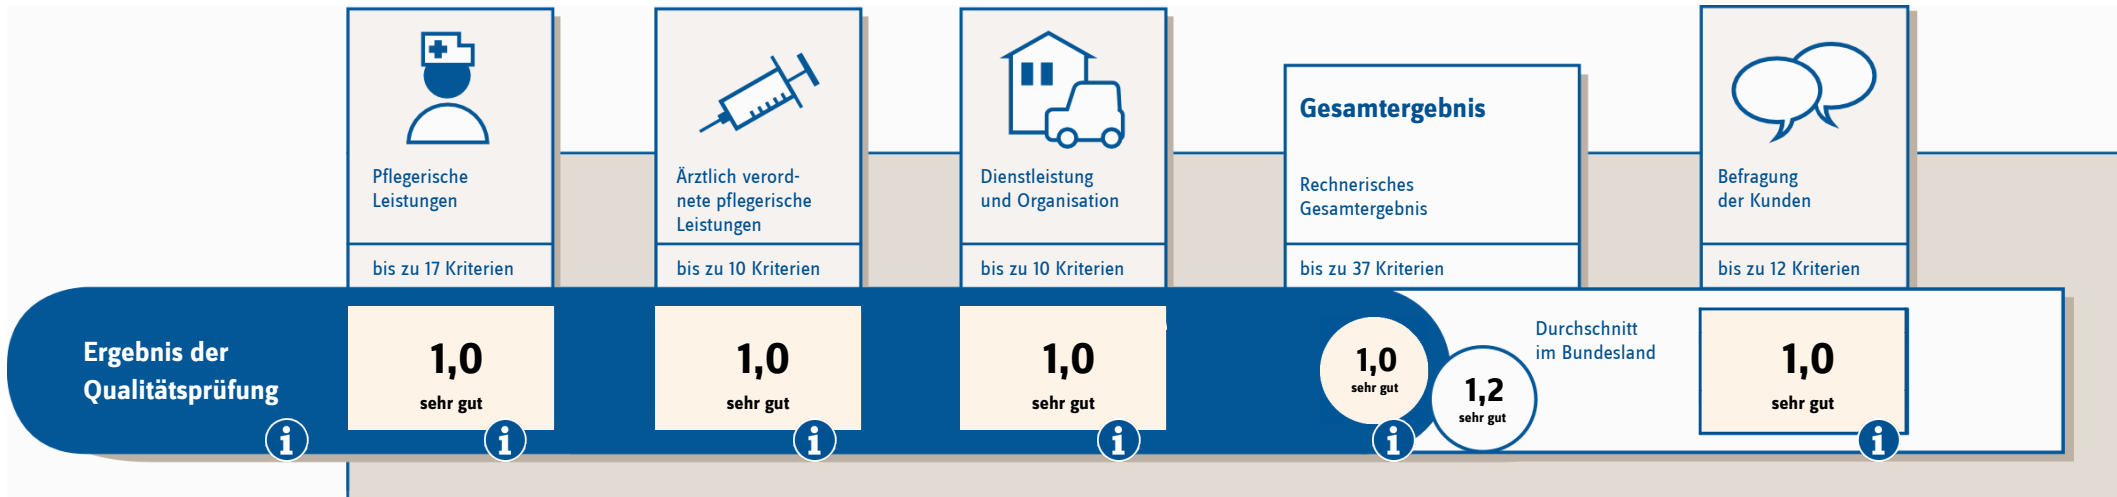 Pflegerische
Leistungen
bis zu 17 Kriterien
Ärztlich verord-
nete pflegerische
Leistungen
bis zu 10 Kriterien
Dienstleistung
und Organisation
bis zu 10 Kriterien
Gesamtergebnis
Rechnerisches
Gesamtergebnis
bis zu 37 Kriterien
Befragung
der Kunden
bis zu 12 Kriterien
Ergebnis der
Qualitätsprüfung
i
1,0
sehr gut
i
1,0
sehr gut
i
1,0
sehr gut
i
1,0
sehr gut
i
1,2
sehr gut
Durchschnitt
im Bundesland
1,0
sehr gut
i